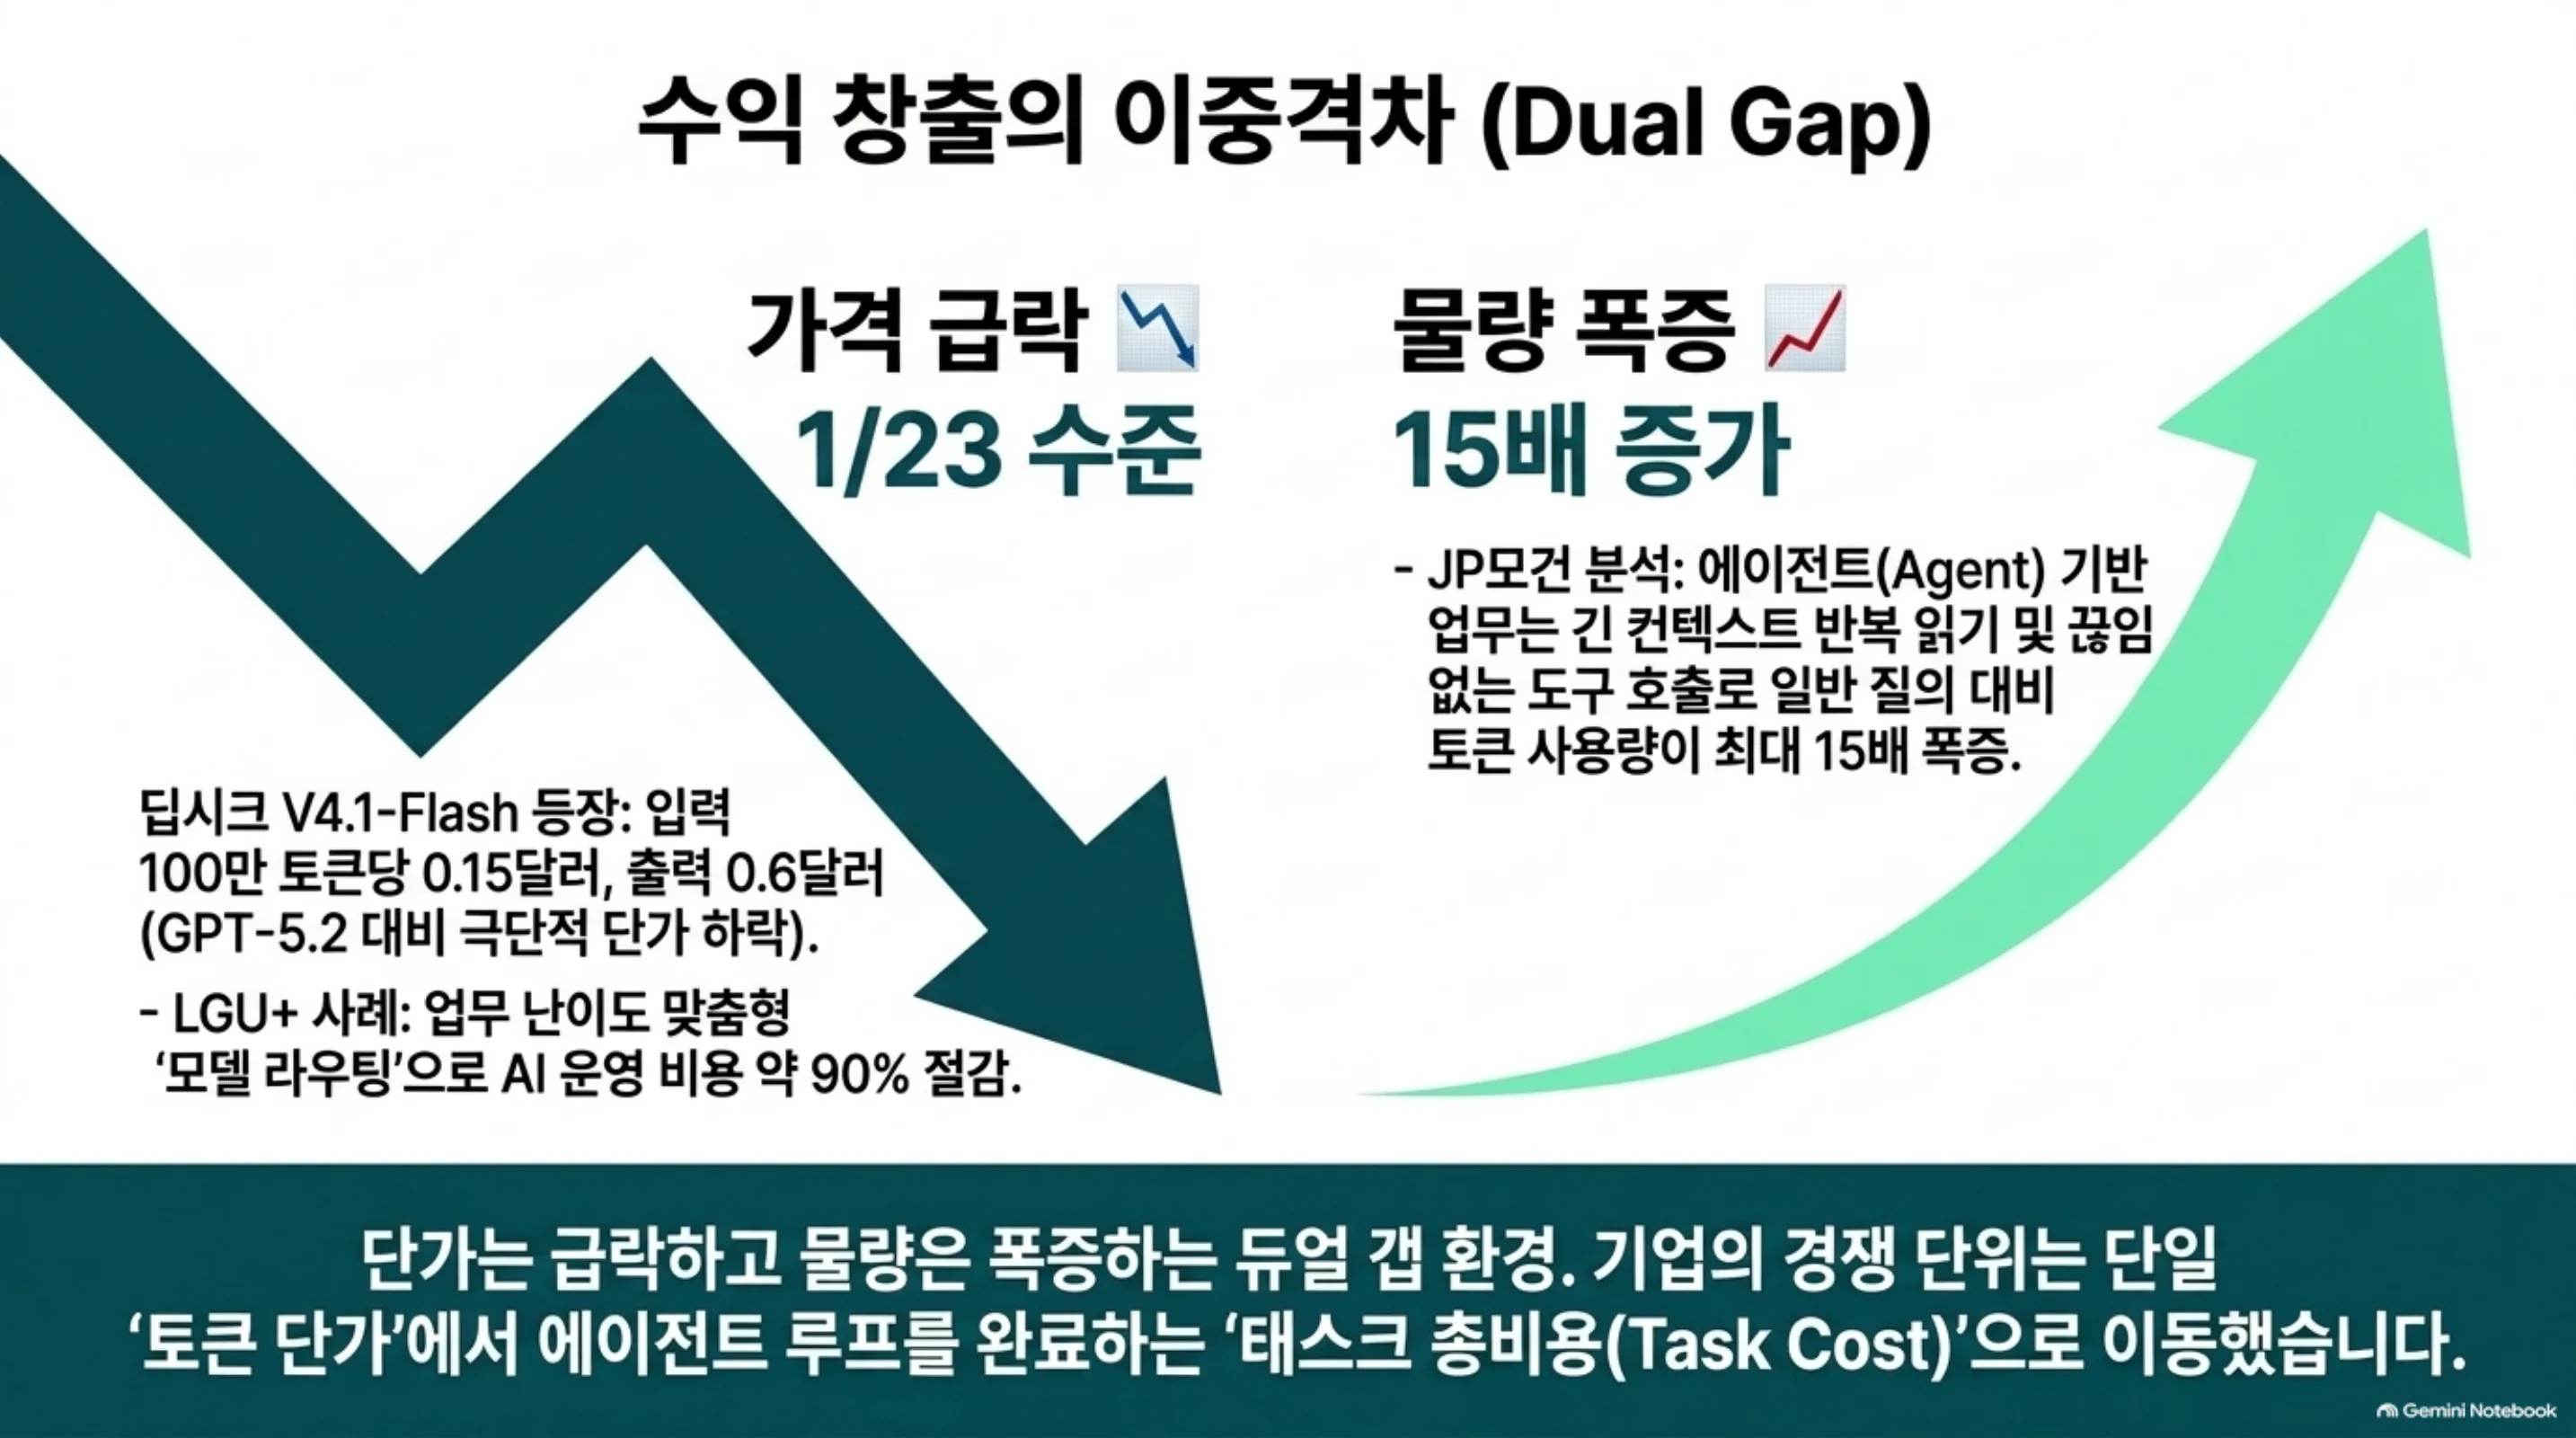 수익 창출의 이중격차 (Dual Gap)
가격 급락
1/23 수준
딥시크 V4.1-Flash 등장: 입력
100만 토큰당 0.15달러, 출력 0.6달러
(GPT-5.2 대비 극단적 단가 하락).
- LGU+ 사례: 업무 난이도 맞춤형
‘모델 라우팅’으로 AI 운영 비용 약 90% 절감.
물량 폭증
15배 증가
- JP모건 분석: 에이전트(Agent) 기반
업무는 긴 컨텍스트 반복 읽기 및 끊임
없는 도구 호출로 일반 질의 대비
토큰 사용량이 최대 15배 폭증.
단가는 급락하고 물량은 폭증하는 듀얼 갭 환경. 기업의 경쟁 단위는 단일
‘토큰 단가’에서 에이전트 루프를 완료하는 ‘태스크 총비용(Task Cost)’으로 이동했습니다.
Gemini Notebook